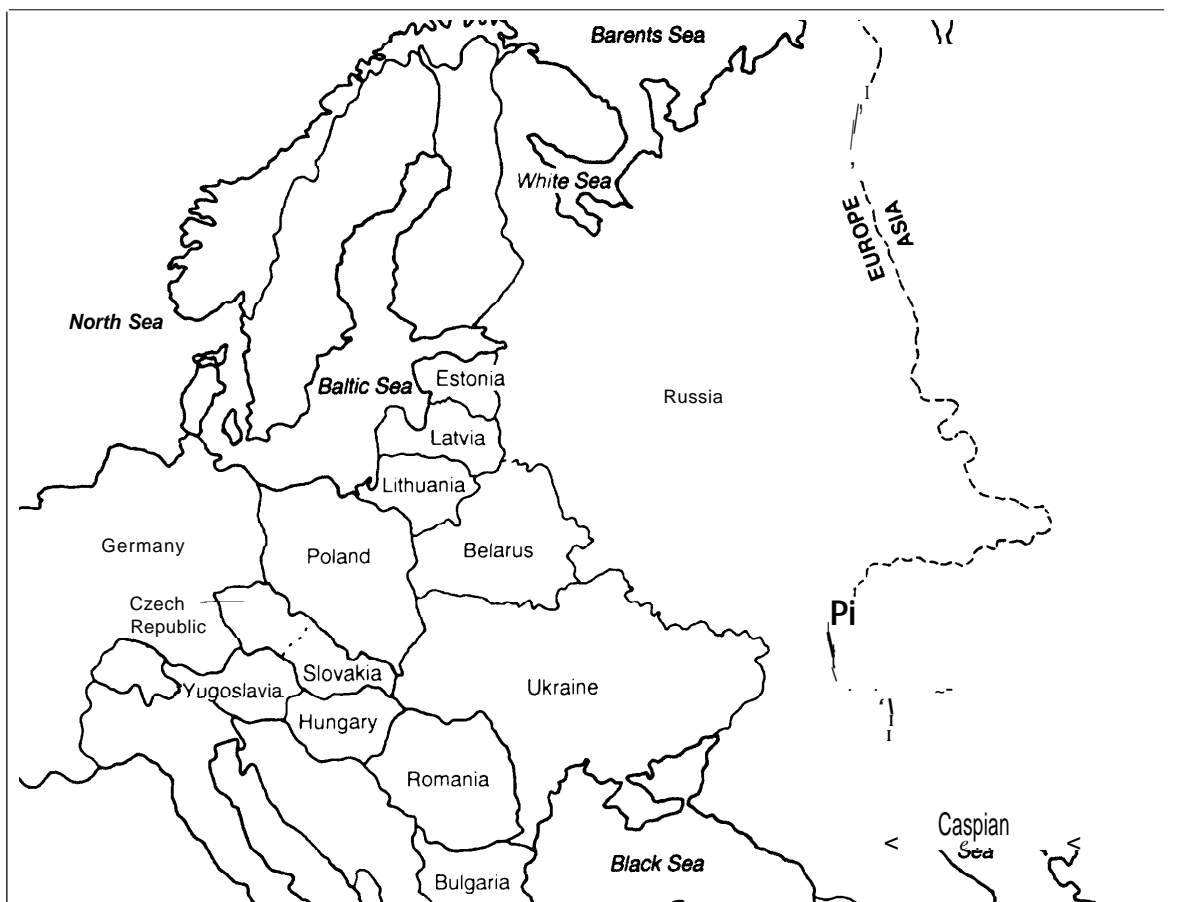 Barents Sea
White Sea
EUROPE
ASIA
North Sea
Baltic Sea
Estonia
Russia
Latvia
Lithuania
Germany
Poland
Belarus
Czech
Republic
Pi
Slovakia
Yugoslavia
Ukraine
Hungary
Romania
Caspian
Sea
Black Sea
Bulgaria